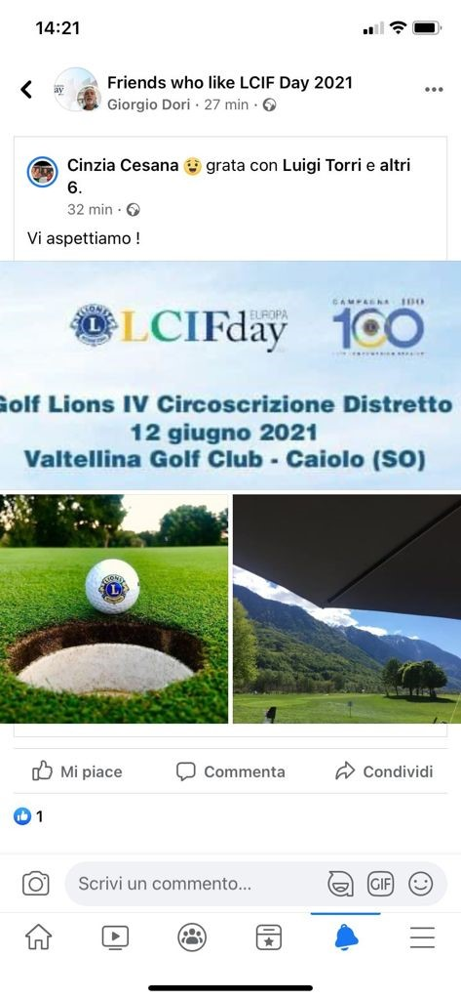 14:21
Friends who like LCIF Day 2021
Giorgio Dori · 27 min ·
Cinzia Cesana 😉 grata con Luigi Torri e altri
6.
32 min ·
Vi aspettiamo !
LIONS
L
LCIFday
EUROPA
CAMPAGNA 100
100
Golf Lions IV Circoscrizione Distretto
12 giugno 2021
Valtellina Golf Club - Caiolo (SO)
LIONS
L
Mi piace
Commenta
Condividi
1
Scrivi un commento...
GIF